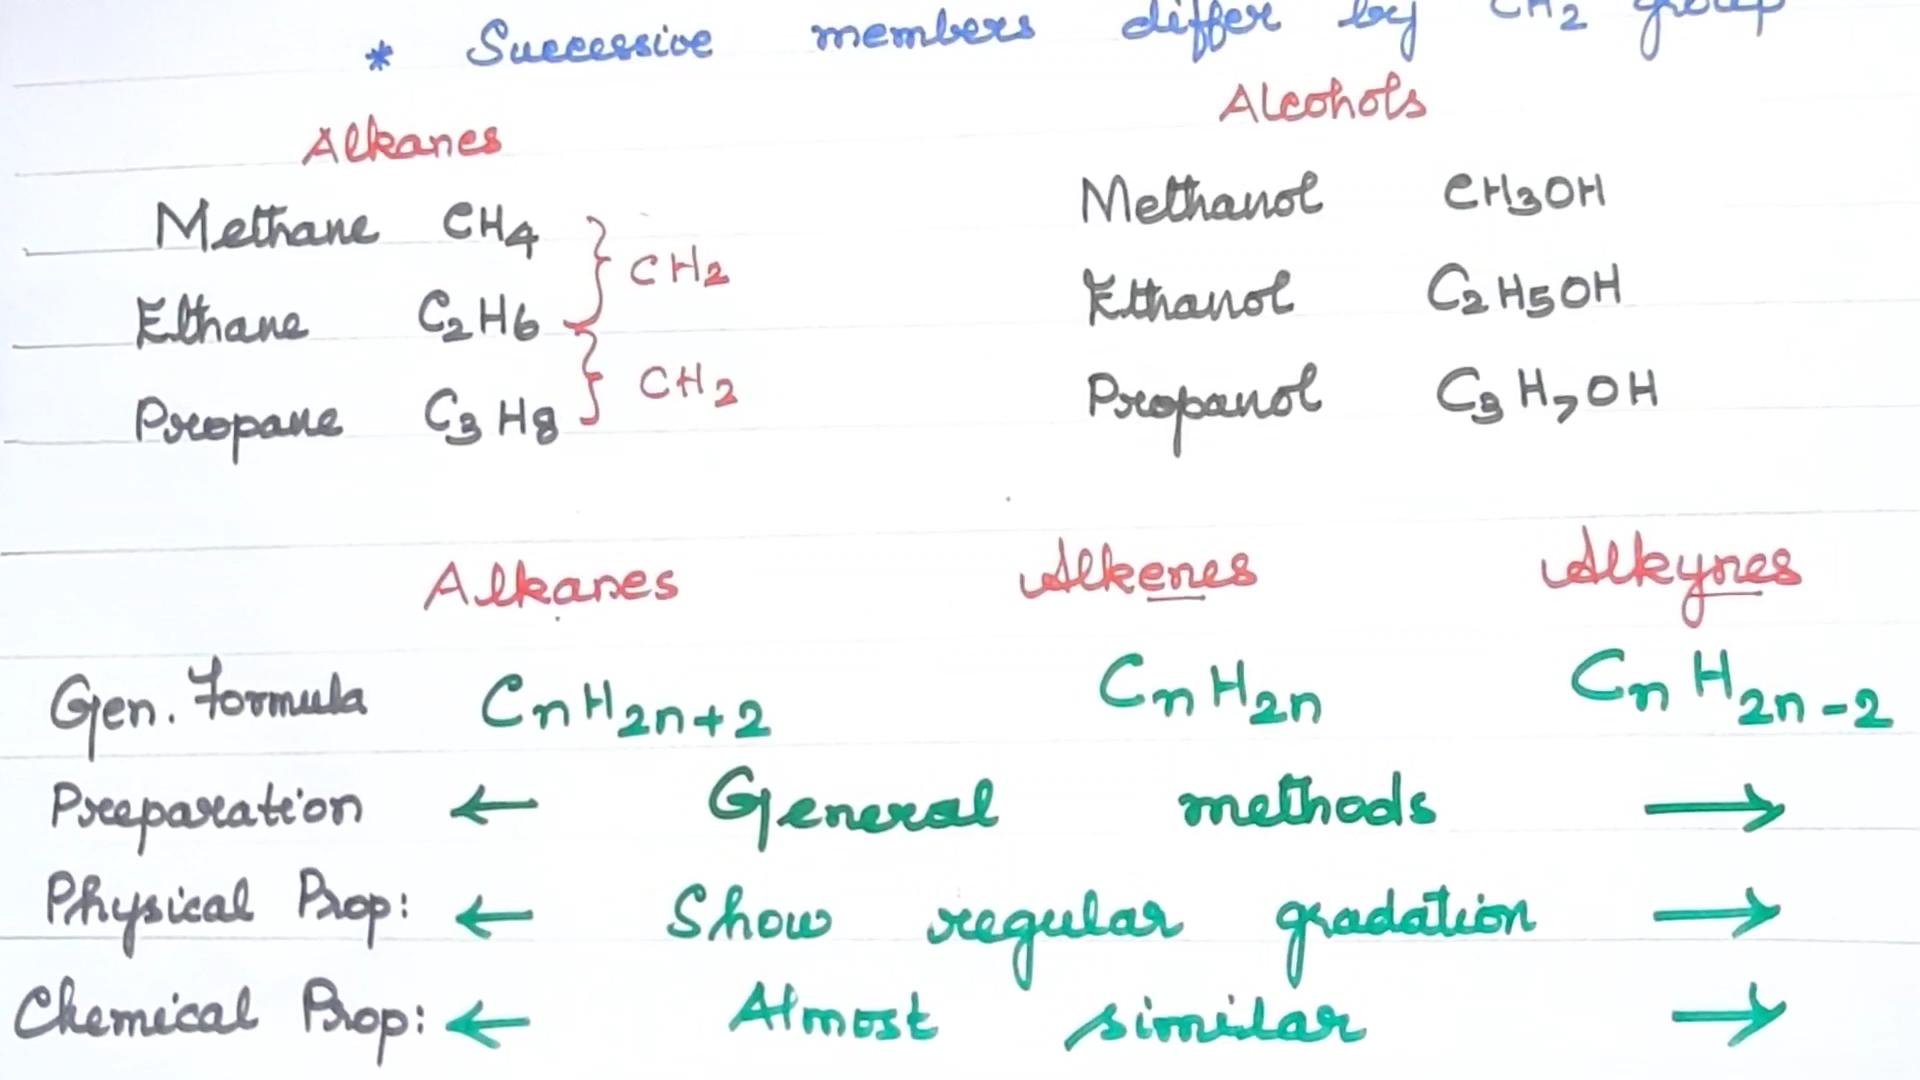 * Successive members differ by CH2 group
Alkanes Alcohols
Methane CH4 } CH2 Methanol CH3OH
Ethane C2H6 } CH2 Ethanol C2H5OH
Propane C3H8 Propanol C3H7OH
Alkanes Alkenes Alkynes
Gen. Formula CnH2n+2 CnH2n CnH2n-2
Preparation ← General methods →
Physical Prop: ← Show regular gradation →
Chemical Prop: ← Almost similar →